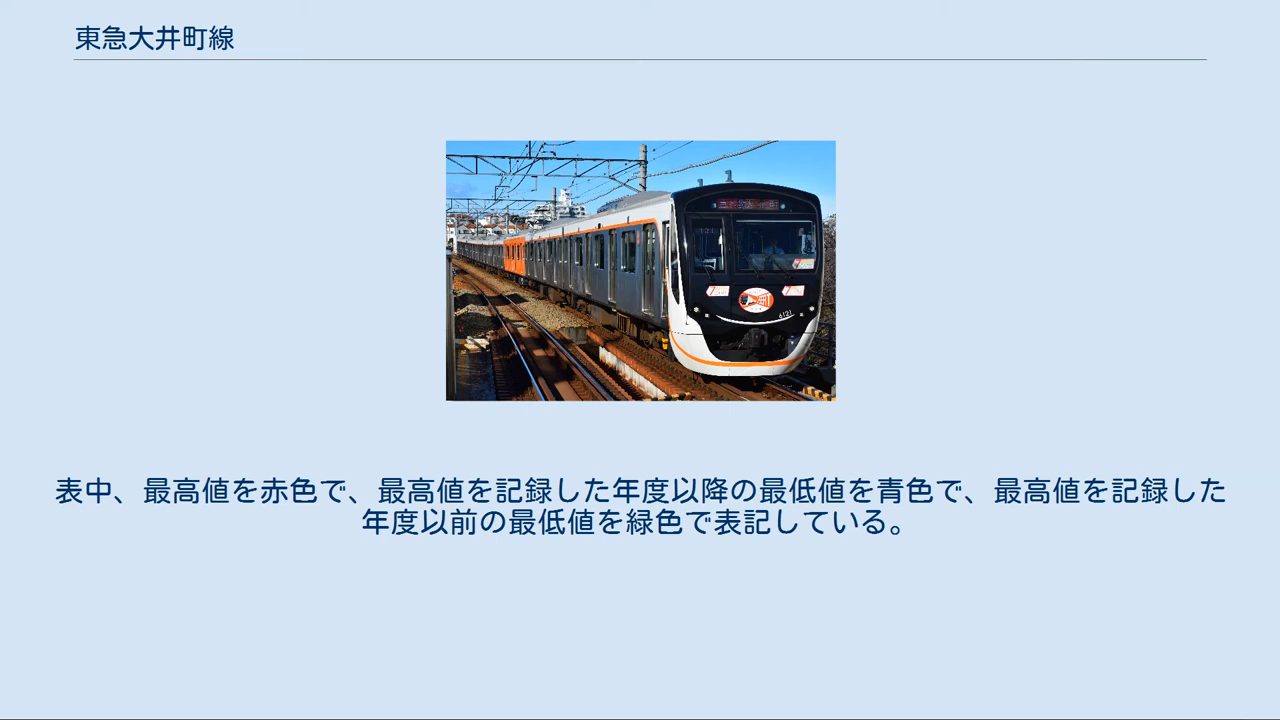 東急大井町線
6121
表中、最高値を赤色で、最高値を記録した年度以降の最低値を青色で、最高値を記録した
年度以前の最低値を緑色で表記している。